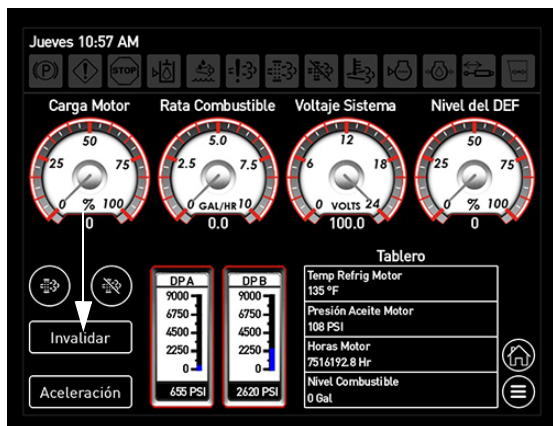 Jueves 10:57 AM
(P) STOP
Carga Motor Rata Combustible Voltaje Sistema Nivel del DEF
50 5.0 12 50
25 75 2.5 7.5 6 18 25 75
0 % 100 0 GAL/HR 10 0 VOLTS 24 0 % 100
0 0.0 100.0 0
Tablero
DP A DP B
Temp Refrig Motor
135 °F
9000 9000
6750 6750
Presión Aceite Motor
108 PSI
4500 4500
Invalidar
Horas Motor
7516192.8 Hr
2250 2250
0 0
Nivel Combustible
0 Gal
Aceleración 655 PSI 2620 PSI